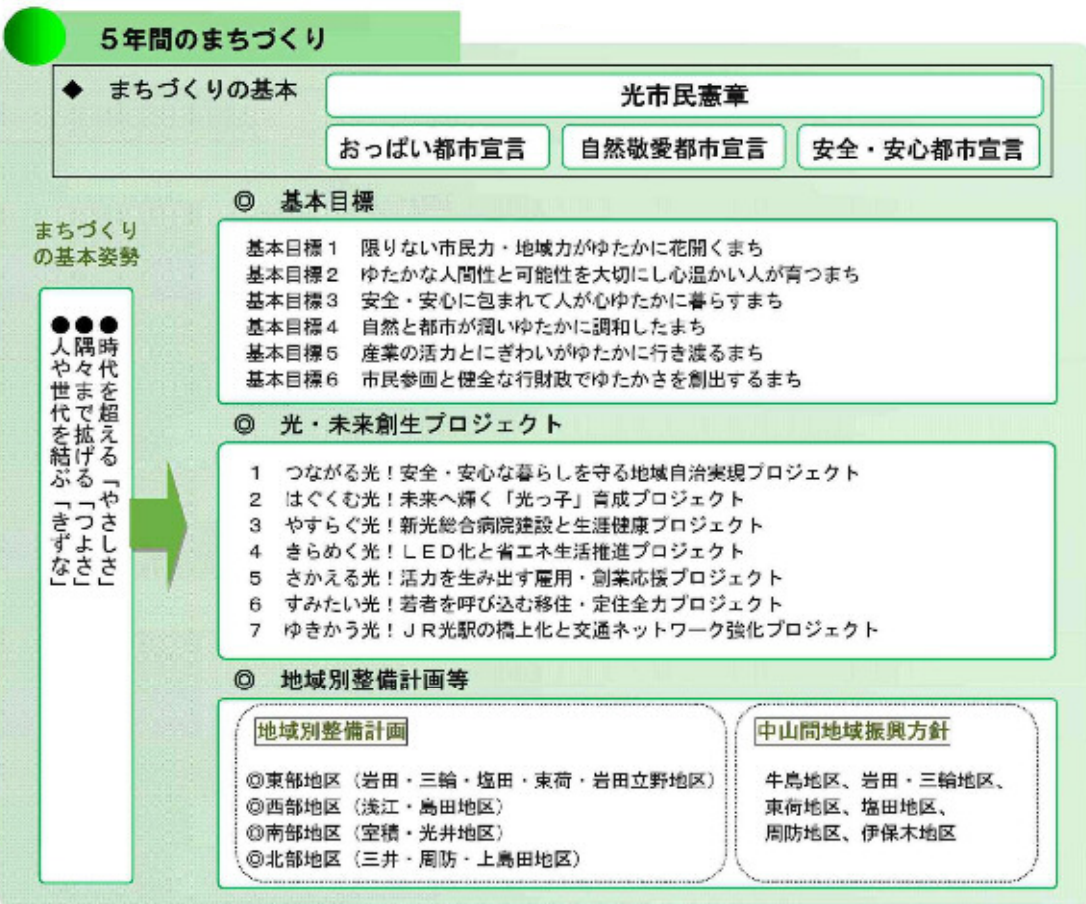 ５年間のまちづくり
◆ まちづくりの基本
光市民憲章
おっぱい都市宣言
自然敬愛都市宣言
安全・安心都市宣言
まちづくり
の基本姿勢
●時代を超える「やさしさ」
●隅々まで拡げる「つよさ」
●人や世代を結ぶ「きずな」
◎ 基本目標
基本目標１ 限りない市民力・地域力がゆたかに花開くまち
基本目標２ ゆたかな人間性と可能性を大切にし心温かい人が育つまち
基本目標３ 安全・安心に包まれて人が心ゆたかに暮らすまち
基本目標４ 自然と都市が潤いゆたかに調和したまち
基本目標５ 産業の活力とにぎわいがゆたかに行き渡るまち
基本目標６ 市民参画と健全な行財政でゆたかさを創出するまち
◎ 光・未来創生プロジェクト
１ つながる光！安全・安心な暮らしを守る地域自治実現プロジェクト
２ はぐくむ光！未来へ輝く「光っ子」育成プロジェクト
３ やすらぐ光！新光総合病院建設と生涯健康プロジェクト
４ きらめく光！ＬＥＤ化と省エネ生活推進プロジェクト
５ さかえる光！活力を生み出す雇用・創業応援プロジェクト
６ すみたい光！若者を呼び込む移住・定住全力プロジェクト
７ ゆきかう光！ＪＲ光駅の橋上化と交通ネットワーク強化プロジェクト
◎ 地域別整備計画等
地域別整備計画
◎東部地区（岩田・三輪・塩田・束荷・岩田立野地区）
◎西部地区（浅江・島田地区）
◎南部地区（室積・光井地区）
◎北部地区（三井・周防・上島田地区）
中山間地域振興方針
牛島地区、岩田・三輪地区、
束荷地区、塩田地区、
周防地区、伊保木地区